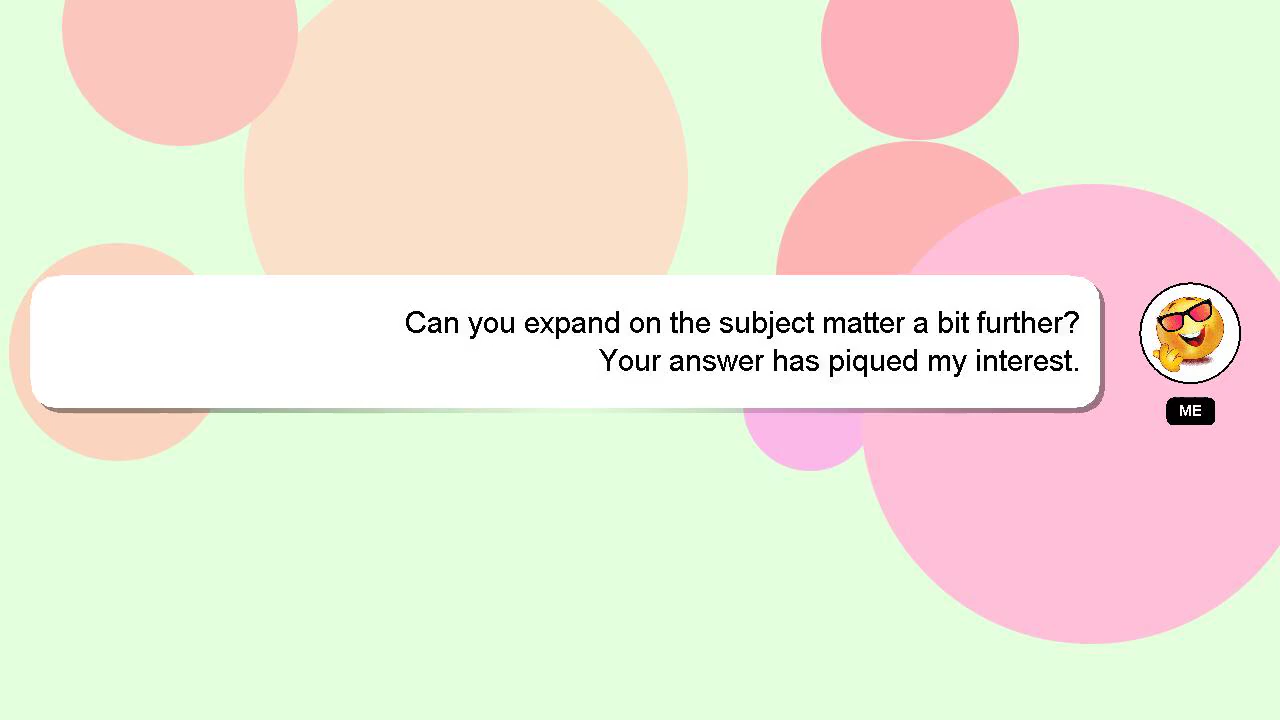 Can you expand on the subject matter a bit further?
Your answer has piqued my interest.
ME